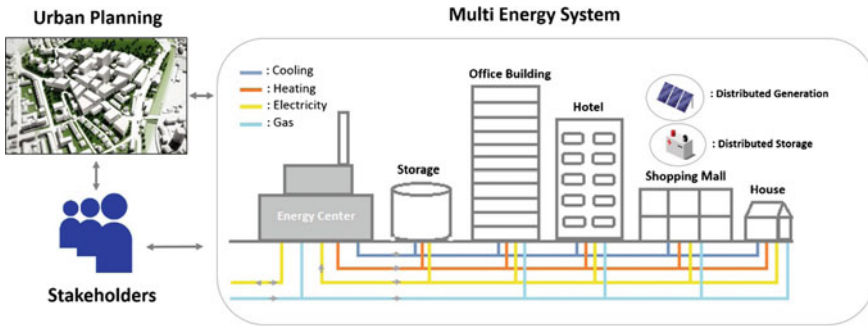 Urban Planning
Multi Energy System
: Cooling
: Heating
: Electricity
: Gas
Office Building
Hotel
: Distributed Generation
: Distributed Storage
Storage
Shopping Mall
House
Energy Center
Stakeholders